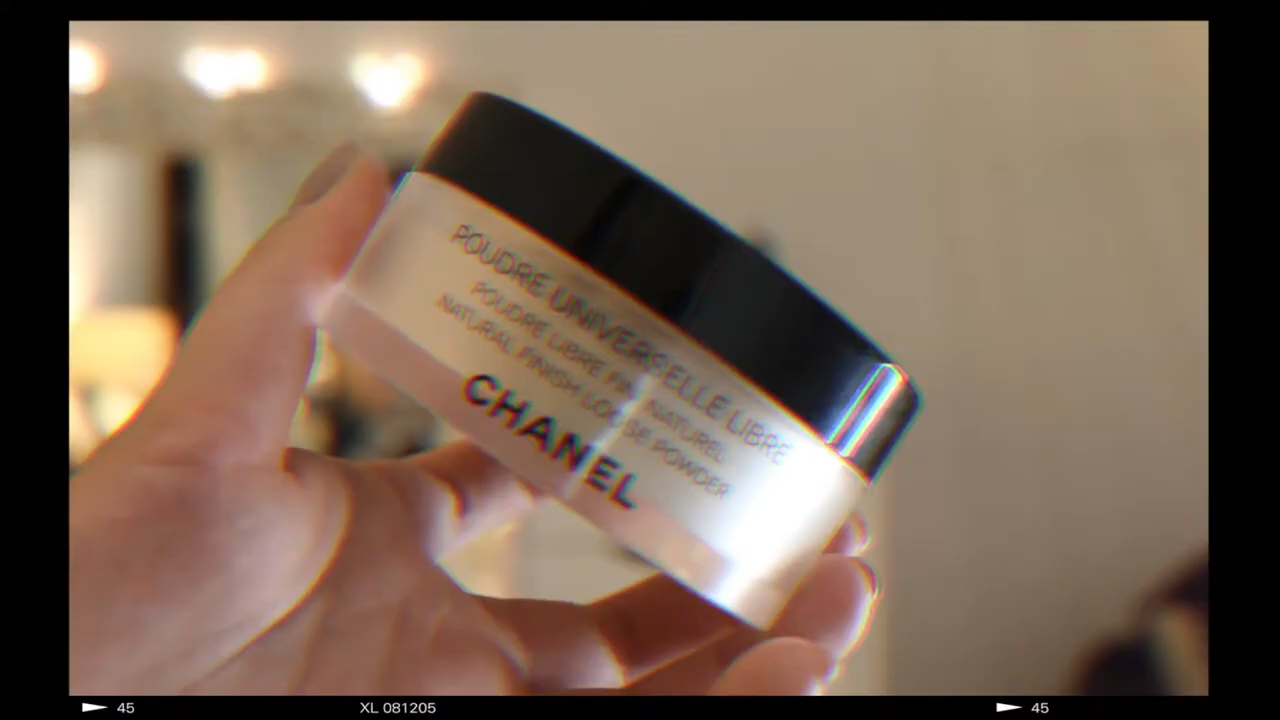 POUDRE UNIVERSELLE LIBRE
POUDRE LIBRE FINI NATUREL
NATURAL FINISH LOOSE POWDER
CHANEL
45 XL 081205 45